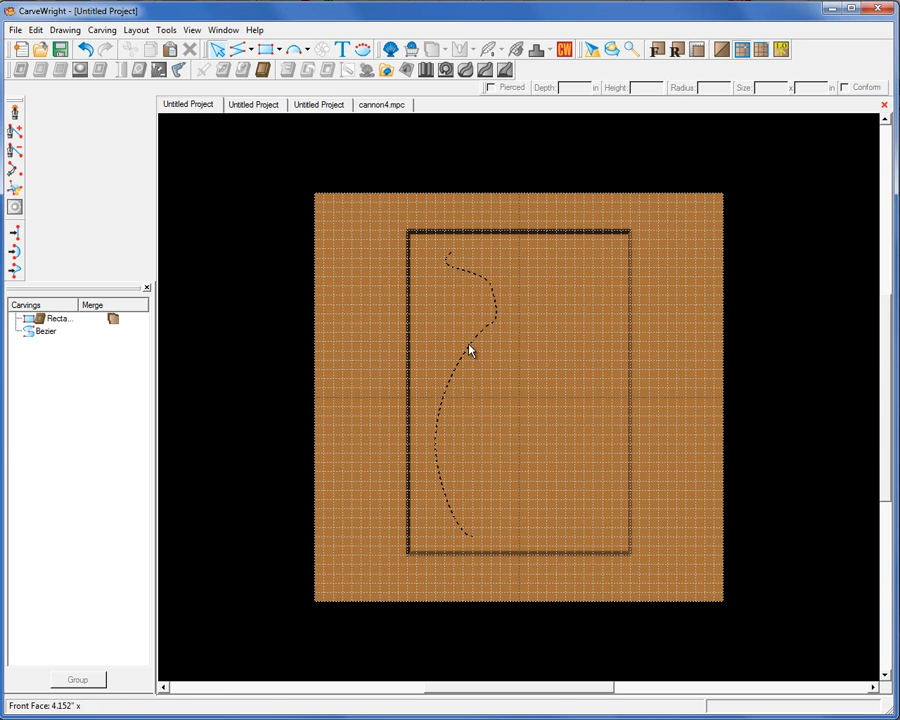 CarveWright - [Untitled Project]
File Edit Drawing Carving Layout Tools View Window Help
Pierced Depth: in Height: Radius: Size: x in Conform
Untitled Project Untitled Project Untitled Project cannon4.mpc
Carvings Merge
Recta...
Bezier
Group
Front Face: 4.152" x